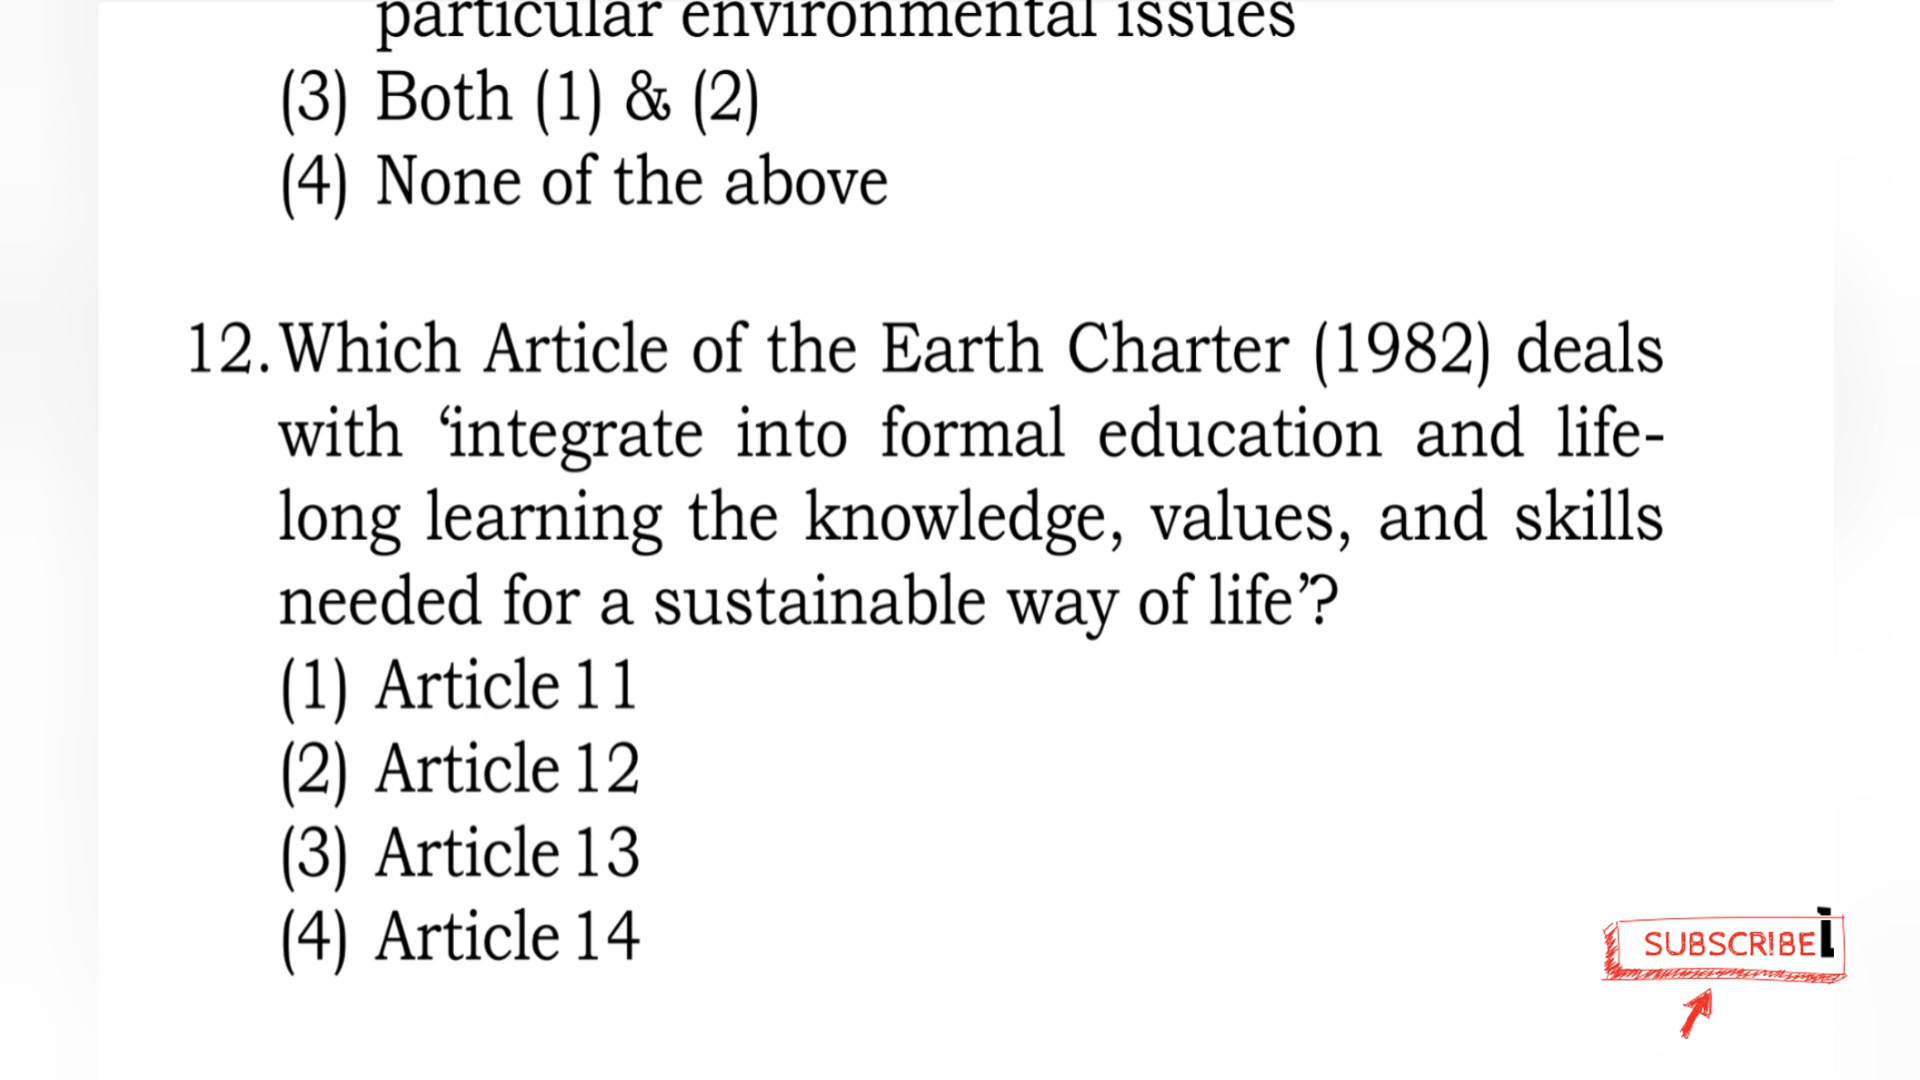 particular environmental issues
(3) Both (1) & (2)
(4) None of the above
12. Which Article of the Earth Charter (1982) deals
with ‘integrate into formal education and life-
long learning the knowledge, values, and skills
needed for a sustainable way of life’?
(1) Article 11
(2) Article 12
(3) Article 13
(4) Article 14
SUBSCRIBE